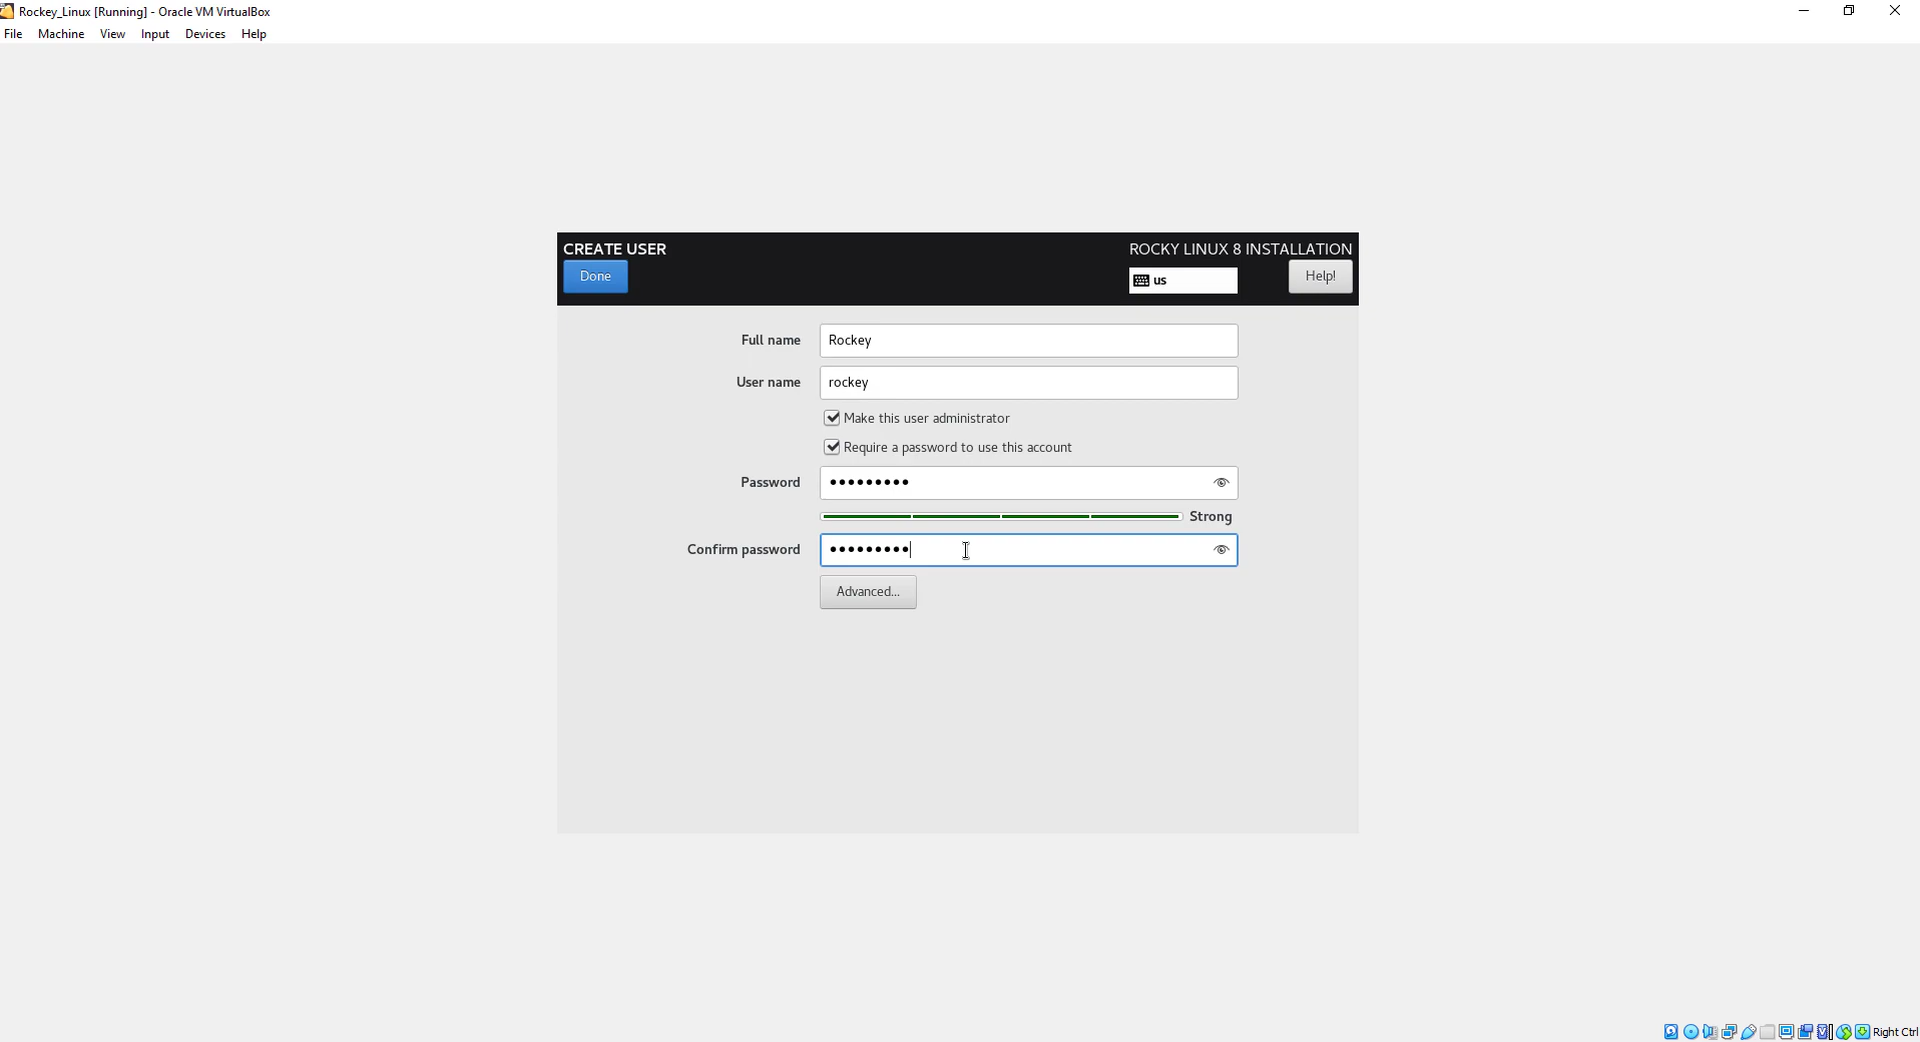 Rockey_Linux [Running] - Oracle VM VirtualBox
File Machine View Input Devices Help
CREATE USER
ROCKY LINUX 8 INSTALLATION
Done
us
Help!
Full name
Rockey
User name
rockey
Make this user administrator
Require a password to use this account
Password
•••••••••
Strong
Confirm password
•••••••••
Advanced...
Right Ctrl